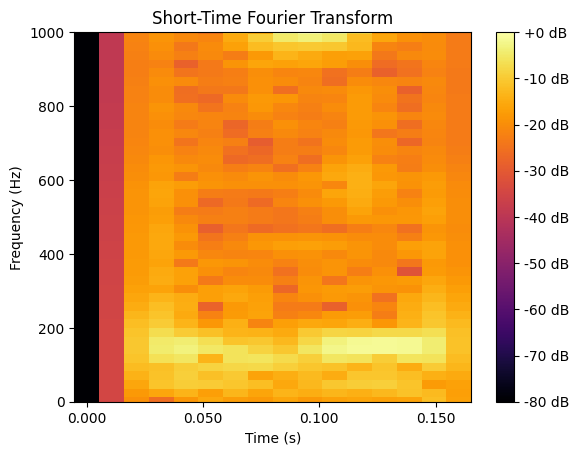 Short-Time Fourier Transform
1000
800
600
400
200
0
Frequency (Hz)
0.000
0.050
0.100
0.150
Time (s)
+0 dB
-10 dB
-20 dB
-30 dB
-40 dB
-50 dB
-60 dB
-70 dB
-80 dB